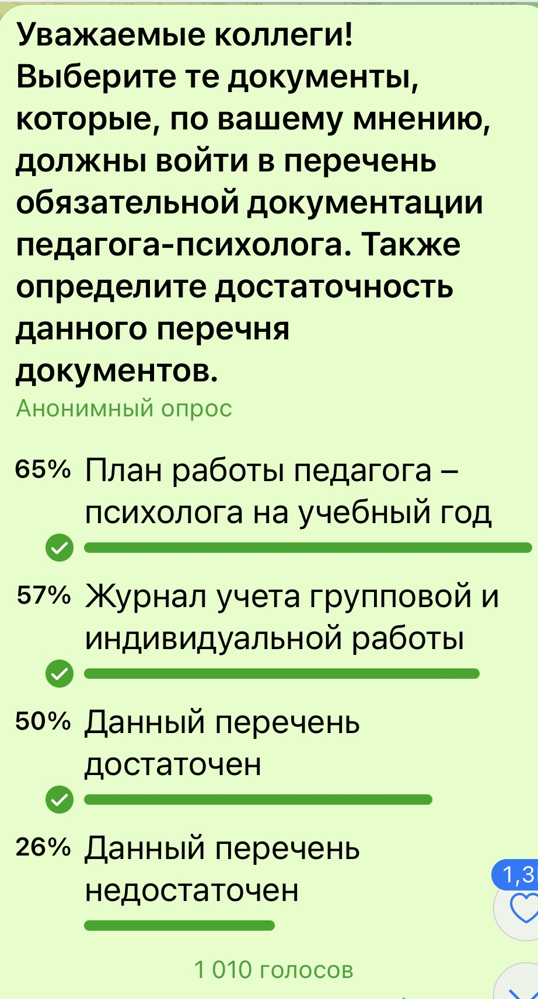 Уважаемые коллеги!
Выберите те документы,
которые, по вашему мнению,
должны войти в перечень
обязательной документации
педагога-психолога. Также
определите достаточность
данного перечня
документов.
Анонимный опрос
65% План работы педагога –
психолога на учебный год
57% Журнал учета групповой и
индивидуальной работы
50% Данный перечень
достаточен
26% Данный перечень
недостаточен
1,3
1 010 голосов